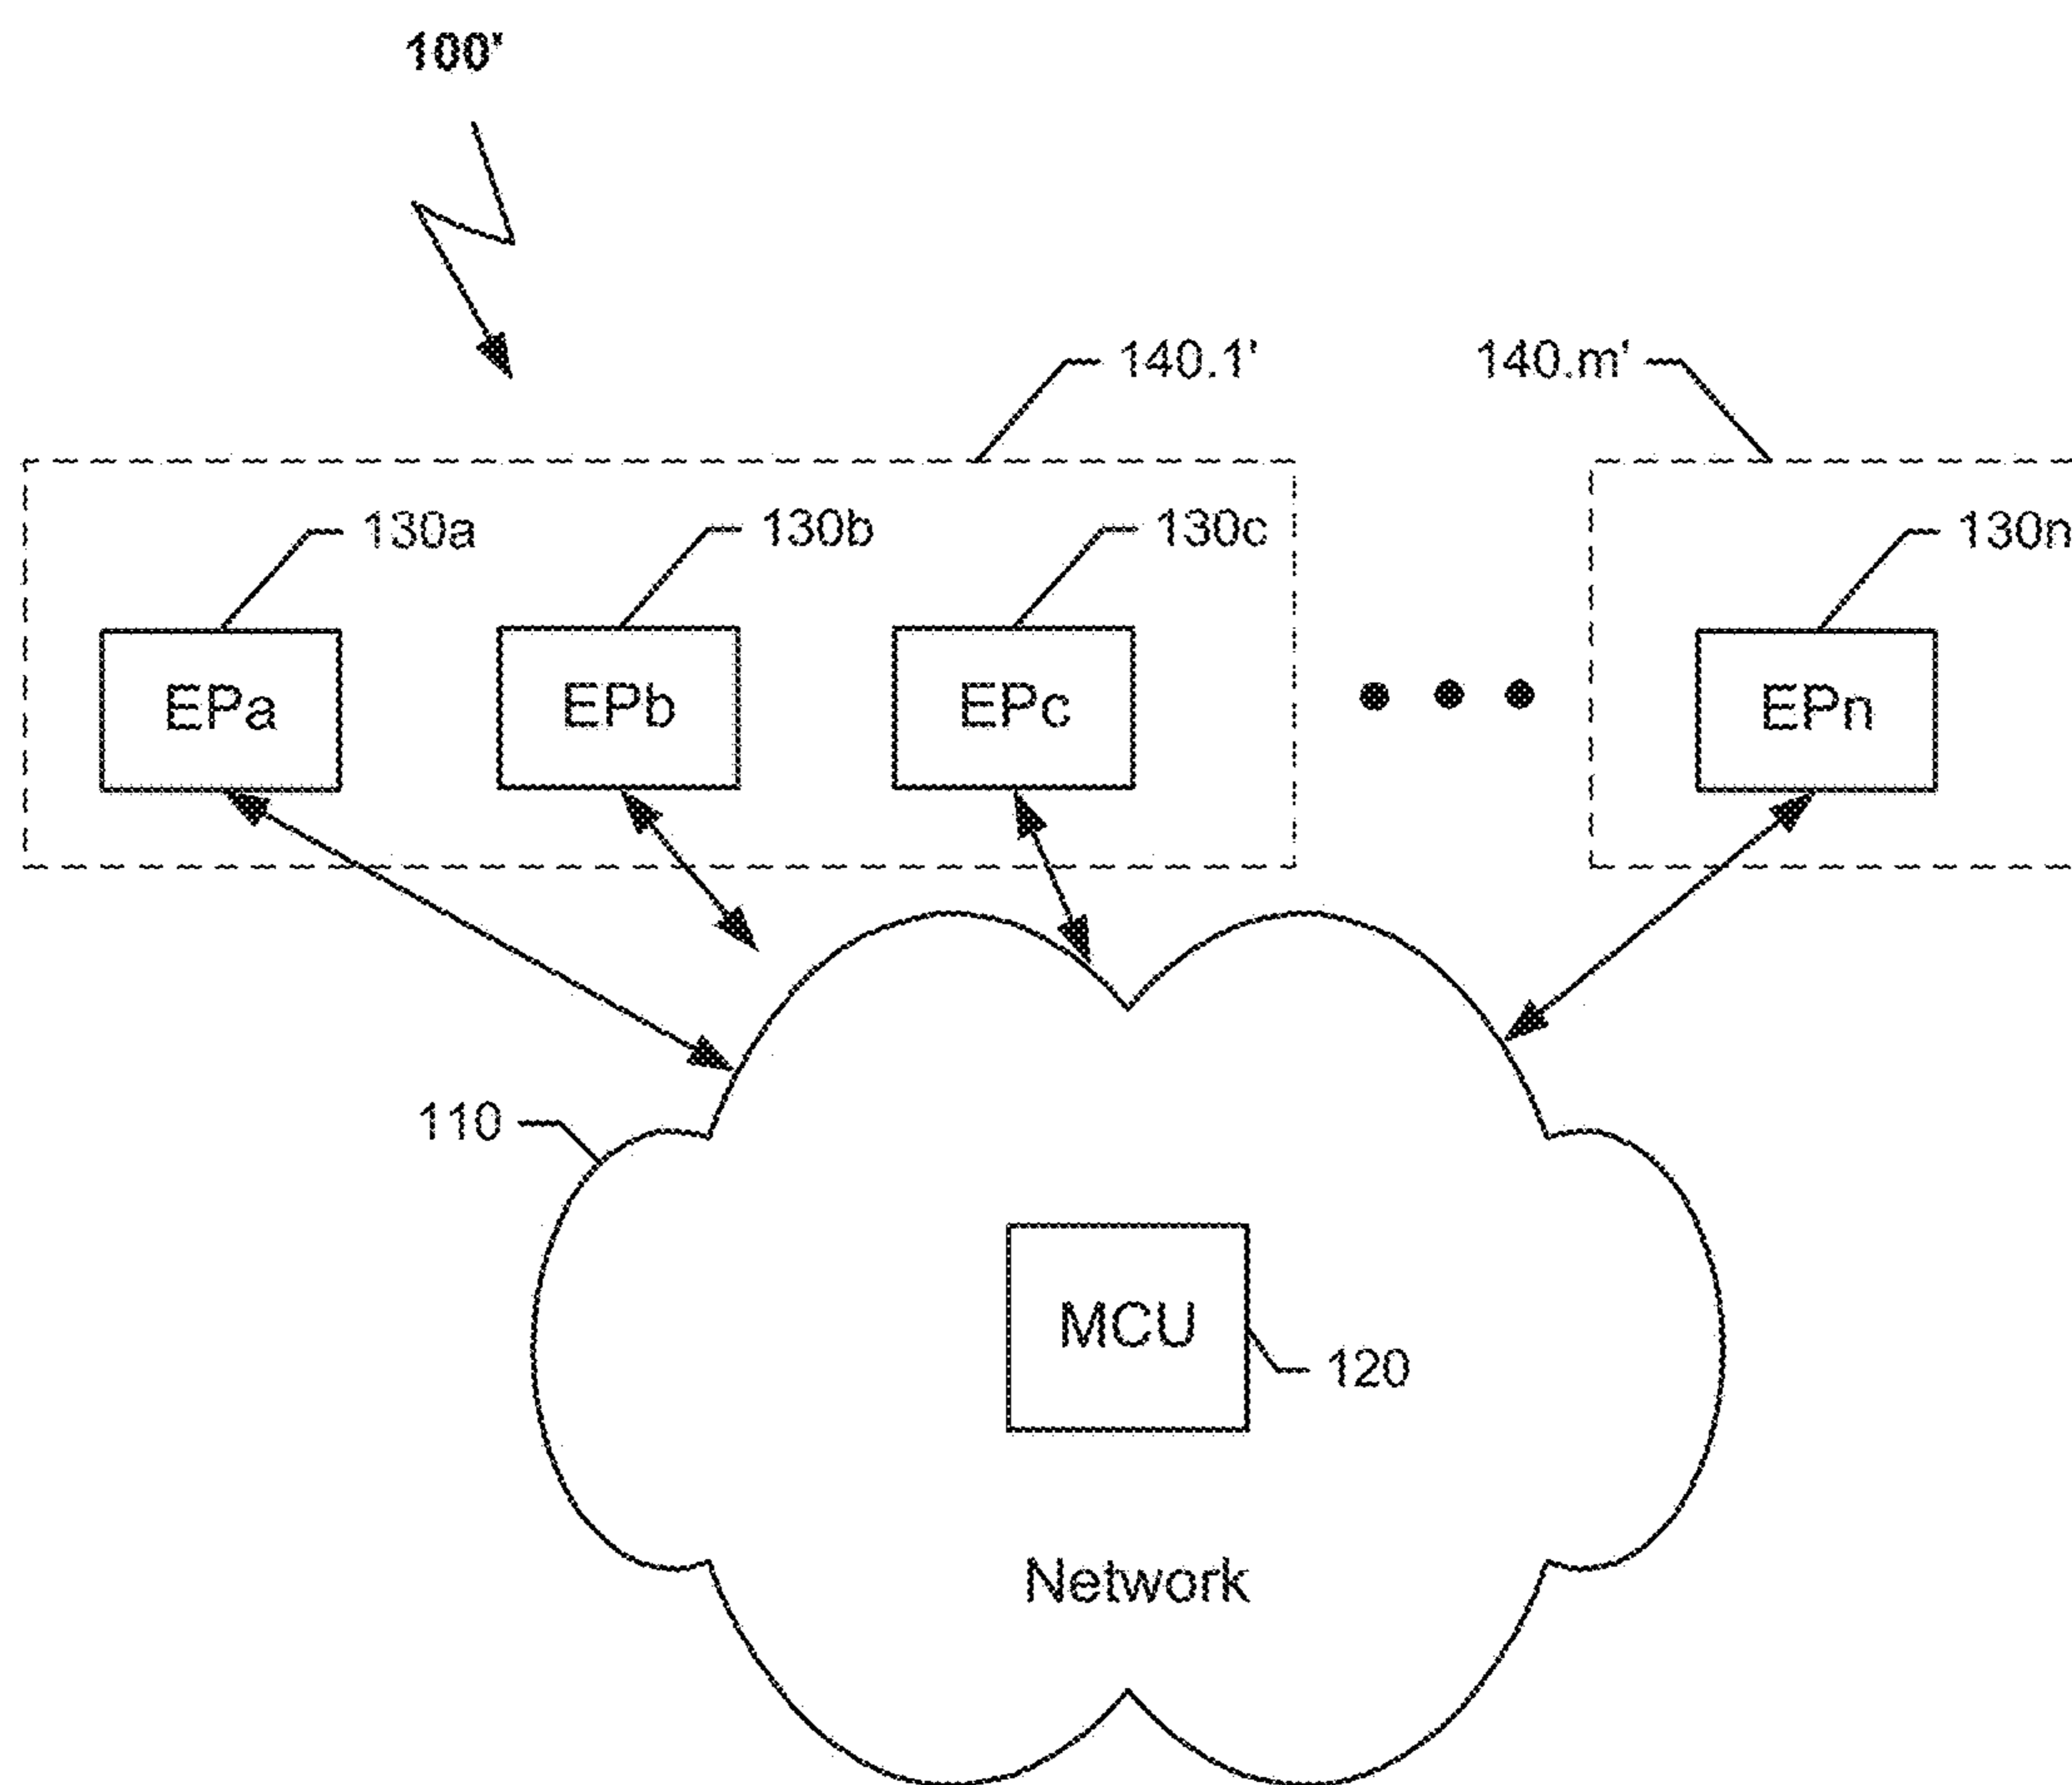 100'
140.1'
140.m'
130a
130b
130c
130n
EPa
EPb
EPc
EPn
110
MCU
120
Network